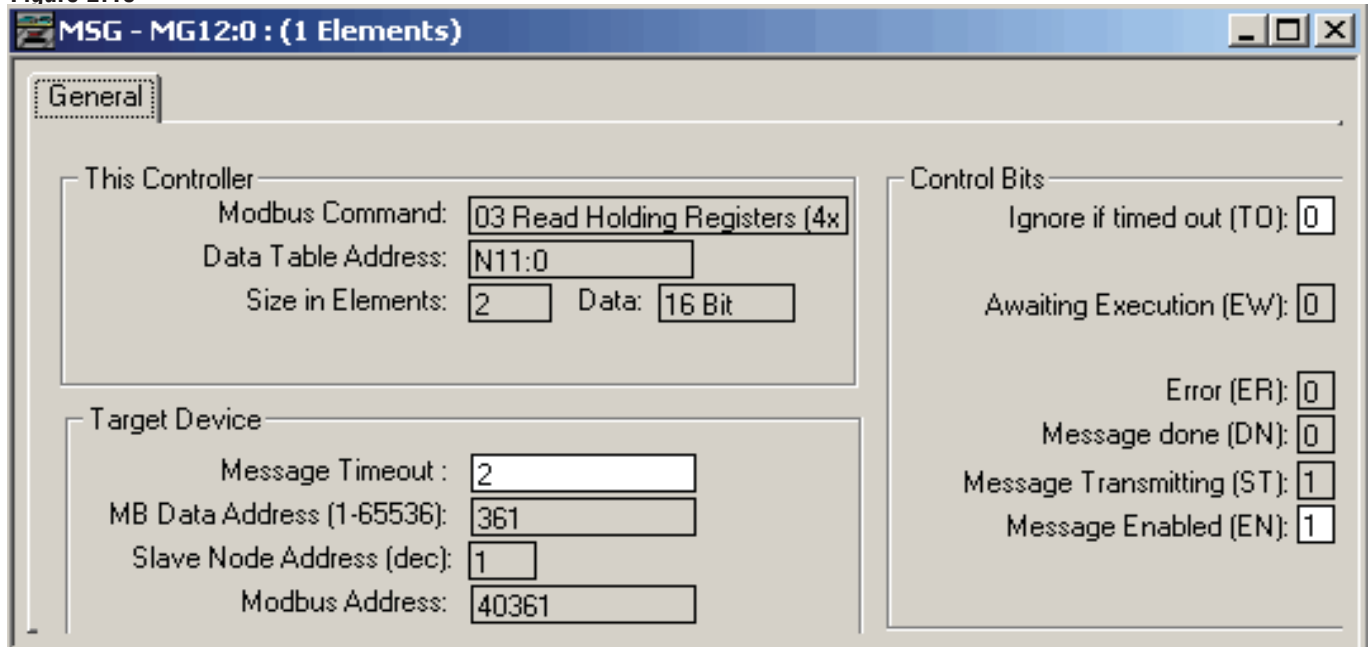 MSG - MG12:0 : (1 Elements)
General
This Controller
Modbus Command: 03 Read Holding Registers (4x
Data Table Address: N11:0
Size in Elements: 2 Data: 16 Bit
Target Device
Message Timeout : 2
MB Data Address (1-65536): 361
Slave Node Address (dec): 1
Modbus Address: 40361
Control Bits
Ignore if timed out (TO): 0
Awaiting Execution (EW): 0
Error (ER): 0
Message done (DN): 0
Message Transmitting (ST): 1
Message Enabled (EN): 1